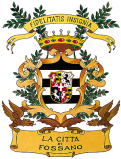 FIDELITATIS INSIGNIA
LA CITTÀ
DI
FOSSANO